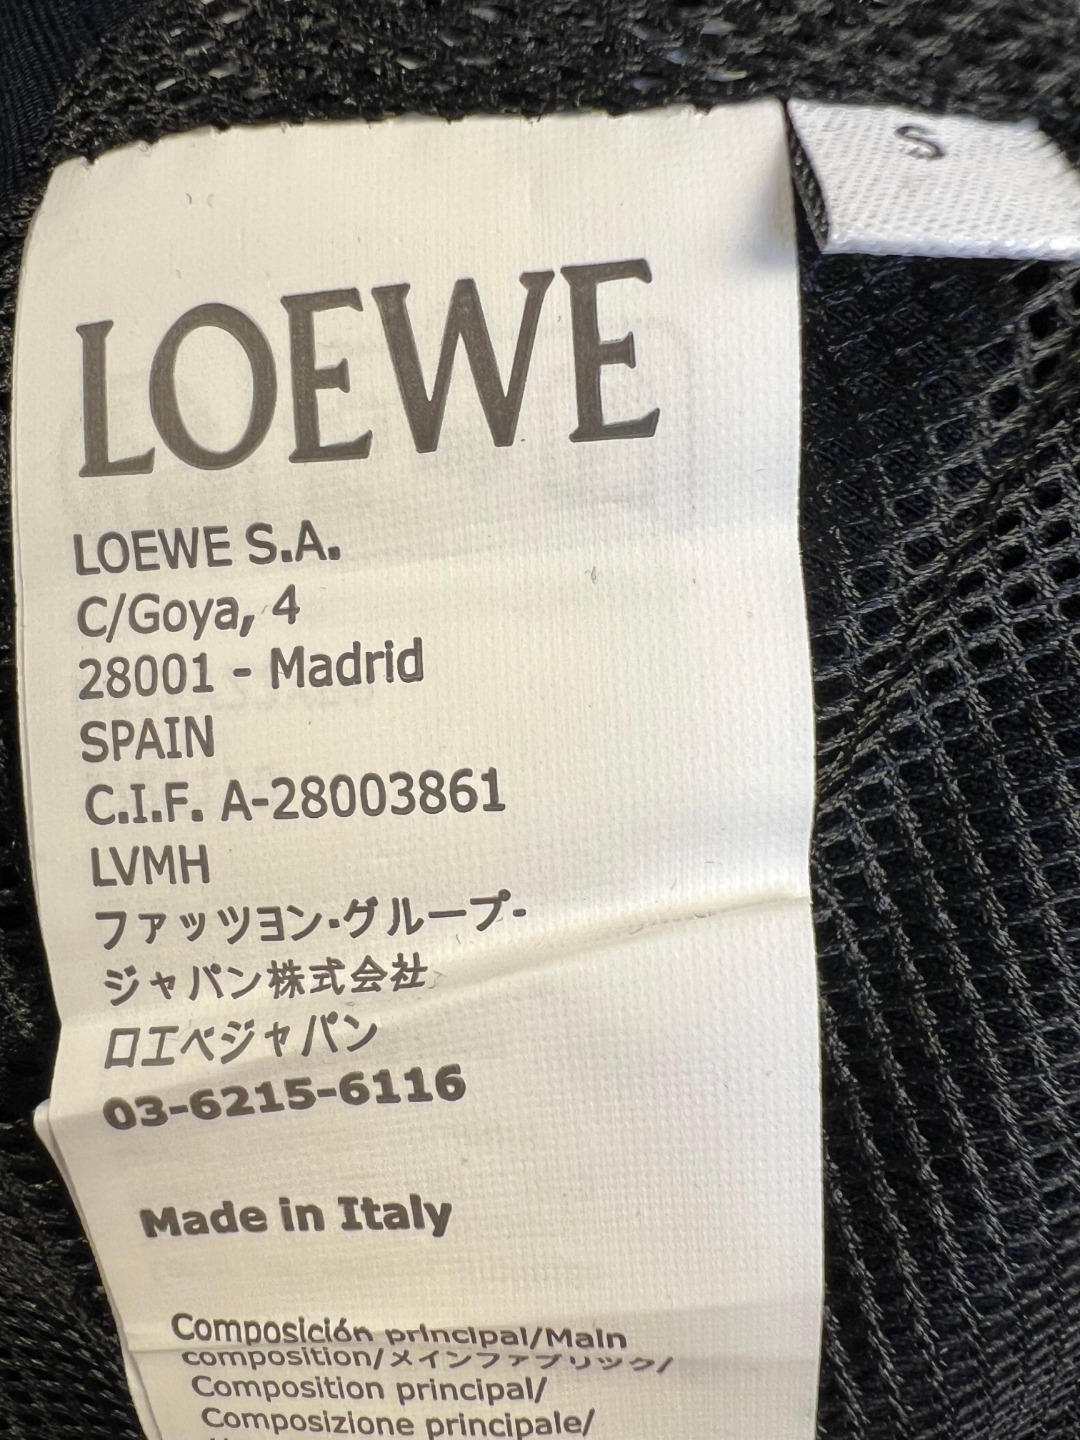 S
LOEWE
LOEWE S.A.
C/Goya, 4
28001 - Madrid
SPAIN
C.I.F. A-28003861
LVMH
ファッツヨン·グループ-
ジャパン株式会社
ロエベジャパン
03-6215-6116
Made in Italy
Composición principal/Main
composition/メインファブリック/
Composition principal/
Composizione principale/